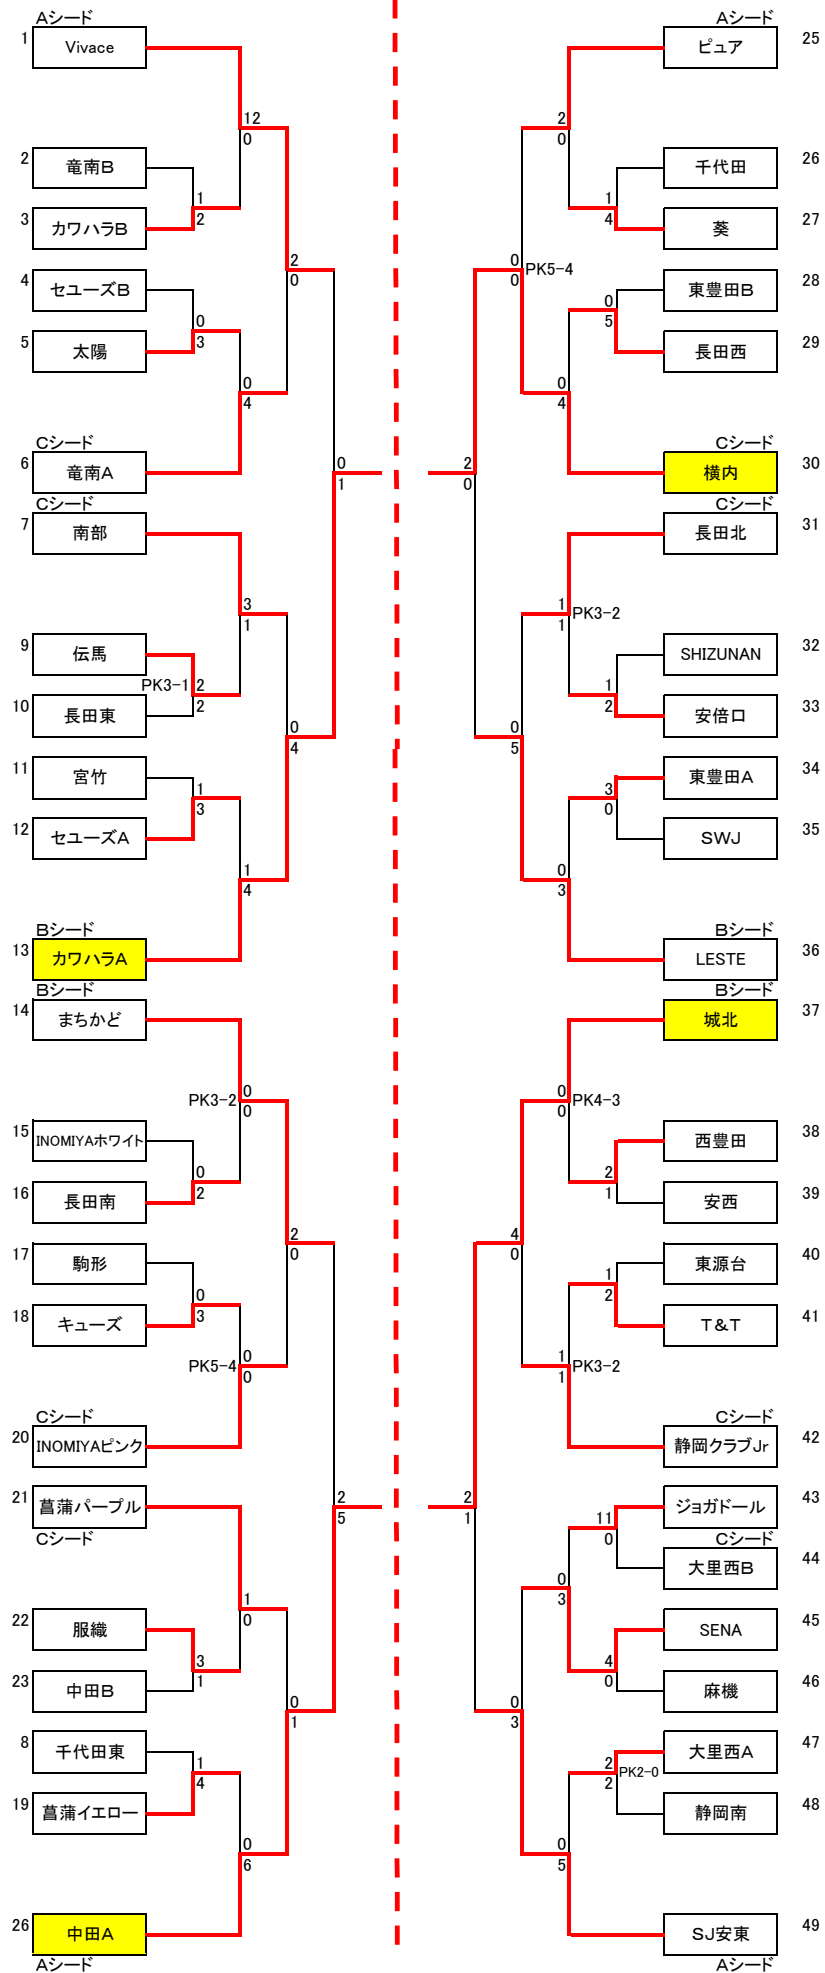 Aシード
1 Vivace
12
0
2 竜南B
1
3 カワハラB
2
4 セユーズB
2
0
0
5 太陽
3
0
4
Cシード
6 竜南A
0
1
Cシード
7 南部
3
1
9 伝馬
PK3-1 2
10 長田東
2
0
4
11 宮竹
1
12 セユーズA
3
1
4
Bシード
13 カワハラA
Bシード
14 まちかど
PK3-2 0
0
15 INOMIYAホワイト
0
16 長田南
2
2
0
17 駒形
0
18 キューズ
3
PK5-4 0
0
Cシード
20 INOMIYAピンク
21 菖蒲パープル
2
5
Cシード
1
0
22 服織
3
23 中田B
1
0
1
8 千代田東
1
19 菖蒲イエロー
4
0
6
26 中田A
Aシード
Aシード
ピュア 25
2
0
千代田 26
1
葵 27
4
0 PK5-4
0
東豊田B 28
0
長田西 29
5
0
4
Cシード
横内 30
2
0
Cシード
長田北 31
1 PK3-2
1
SHIZUNAN 32
1
安倍口 33
2
0
5
東豊田A 34
3
SWJ 35
0
0
3
Bシード
LESTE 36
Bシード
城北 37
0 PK4-3
0
西豊田 38
2
安西 39
1
4
0
東源台 40
1
T&T 41
2
1 PK3-2
1
Cシード
静岡クラブJr 42
2
1
ジョガドール 43
11
0
Cシード
大里西B 44
0
3
SENA 45
4
麻機 46
0
0
3
大里西A 47
2 PK2-0
2
静岡南 48
0
5
SJ安東 49
Aシード